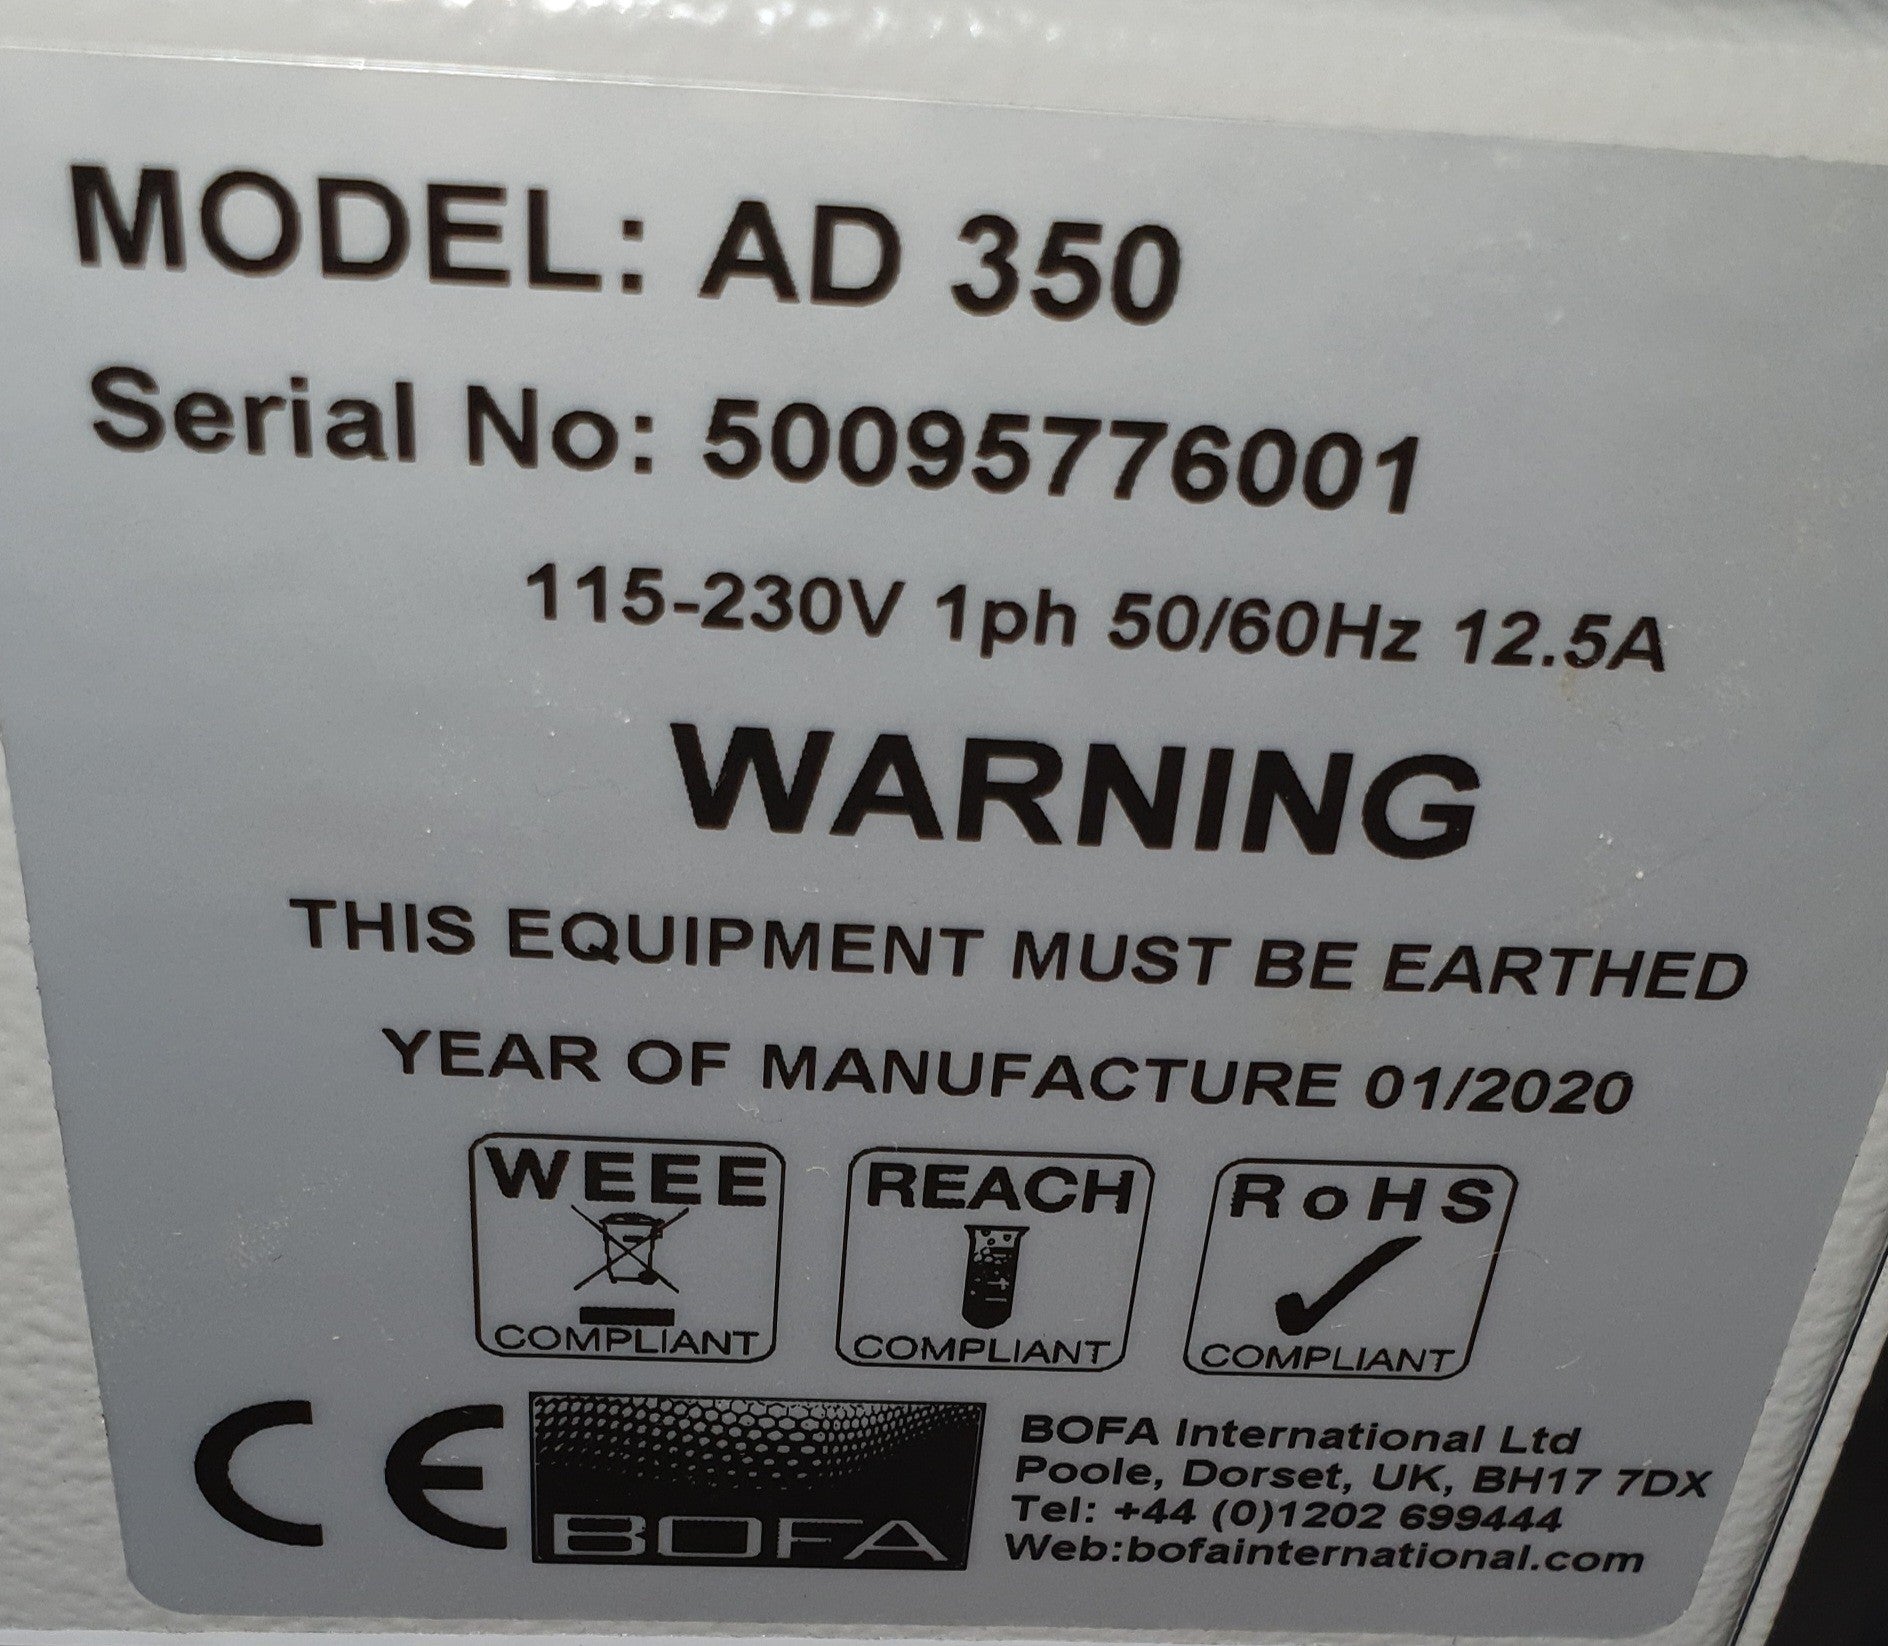 MODEL: AD 350
Serial No: 50095776001
115-230V 1ph 50/60Hz 12.5A
WARNING
THIS EQUIPMENT MUST BE EARTHED
YEAR OF MANUFACTURE 01/2020
WEEE
COMPLIANT
REACH
COMPLIANT
RoHS
COMPLIANT
CE
BOFA
BOFA International Ltd
Poole, Dorset, UK, BH17 7DX
Tel: +44 (0)1202 699444
Web:bofainternational.com